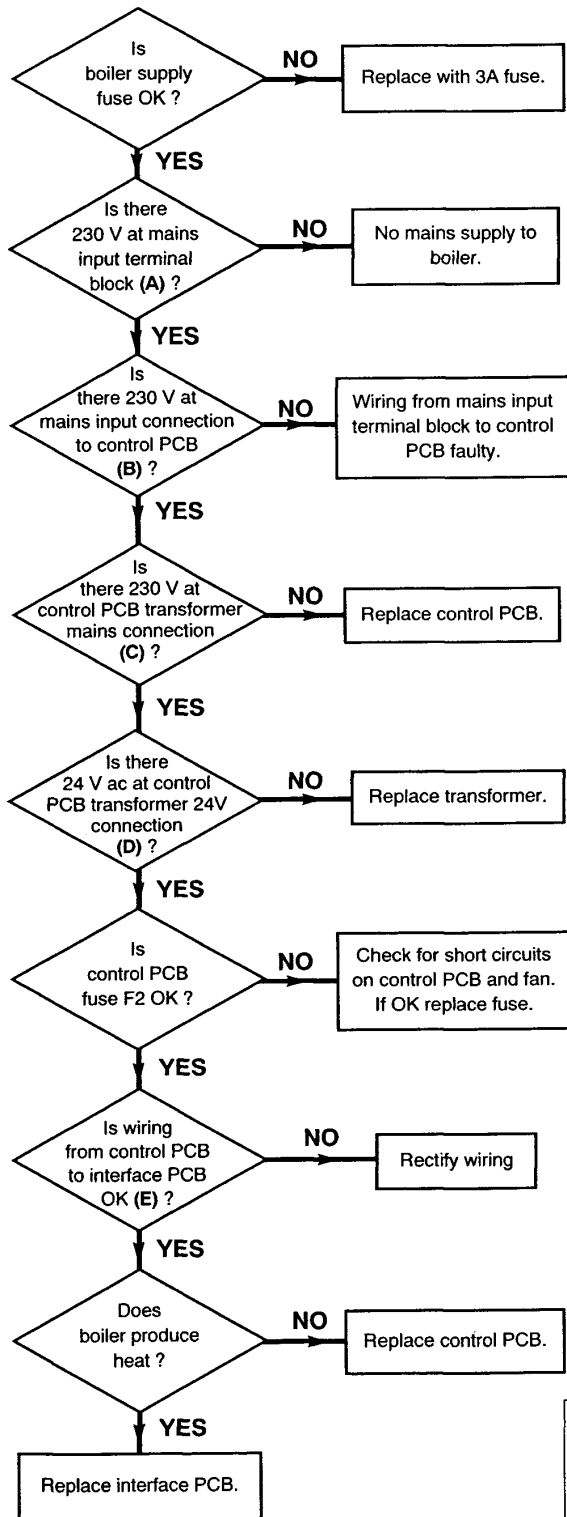 Is
boiler supply
fuse OK ?
NO
Replace with 3A fuse.
YES
Is there
230 V at mains
input terminal
block (A) ?
NO
No mains supply to
boiler.
YES
Is
there 230 V at
mains input connection
to control PCB
(B) ?
NO
Wiring from mains input
terminal block to control
PCB faulty.
YES
Is
there 230 V at
control PCB transformer
mains connection
(C) ?
NO
Replace control PCB.
YES
Is there
24 V ac at control
PCB transformer 24V
connection
(D) ?
NO
Replace transformer.
YES
Is
control PCB
fuse F2 OK ?
NO
Check for short circuits
on control PCB and fan.
If OK replace fuse.
YES
Is wiring
from control PCB
to interface PCB
OK (E) ?
NO
Rectify wiring
YES
Does
boiler produce
heat ?
NO
Replace control PCB.
YES
Replace interface PCB.